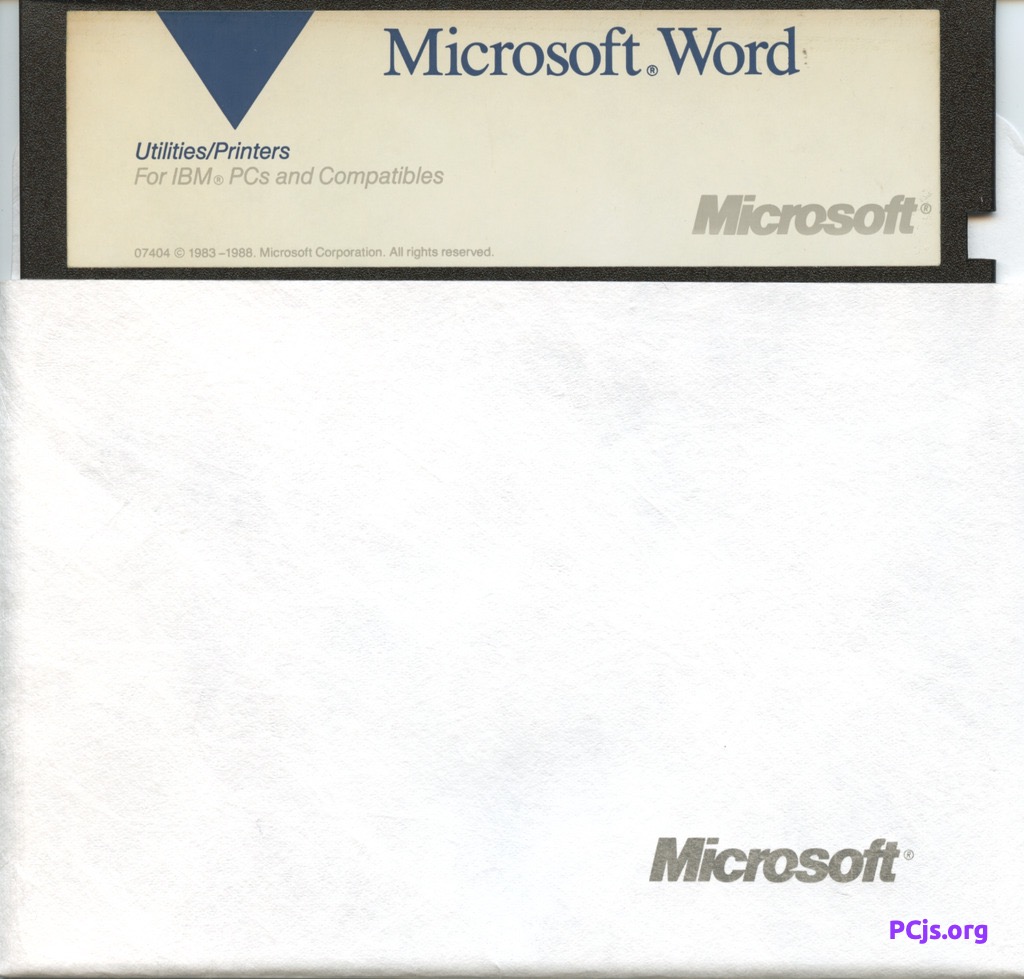 Microsoft® Word
Utilities/Printers
For IBM® PCs and Compatibles
Microsoft®
07404 © 1983-1988. Microsoft Corporation. All rights reserved.
Microsoft®
PCjs.org